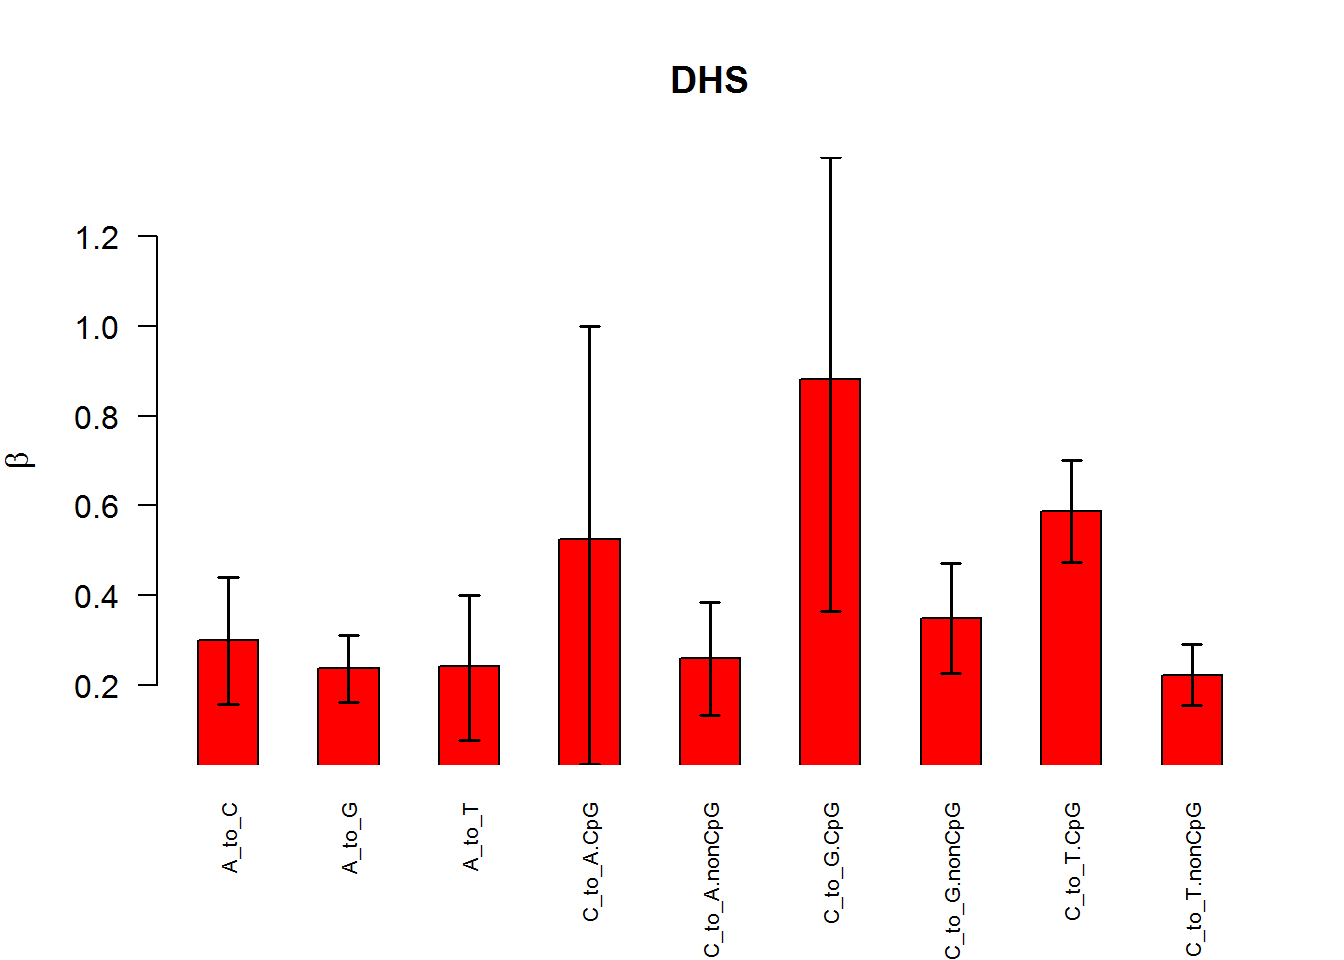 DHS
β
1.2
1.0
0.8
0.6
0.4
0.2
A_to_C
A_to_G
A_to_T
C_to_A.CpG
C_to_A.nonCpG
C_to_G.CpG
C_to_G.nonCpG
C_to_T.CpG
C_to_T.nonCpG